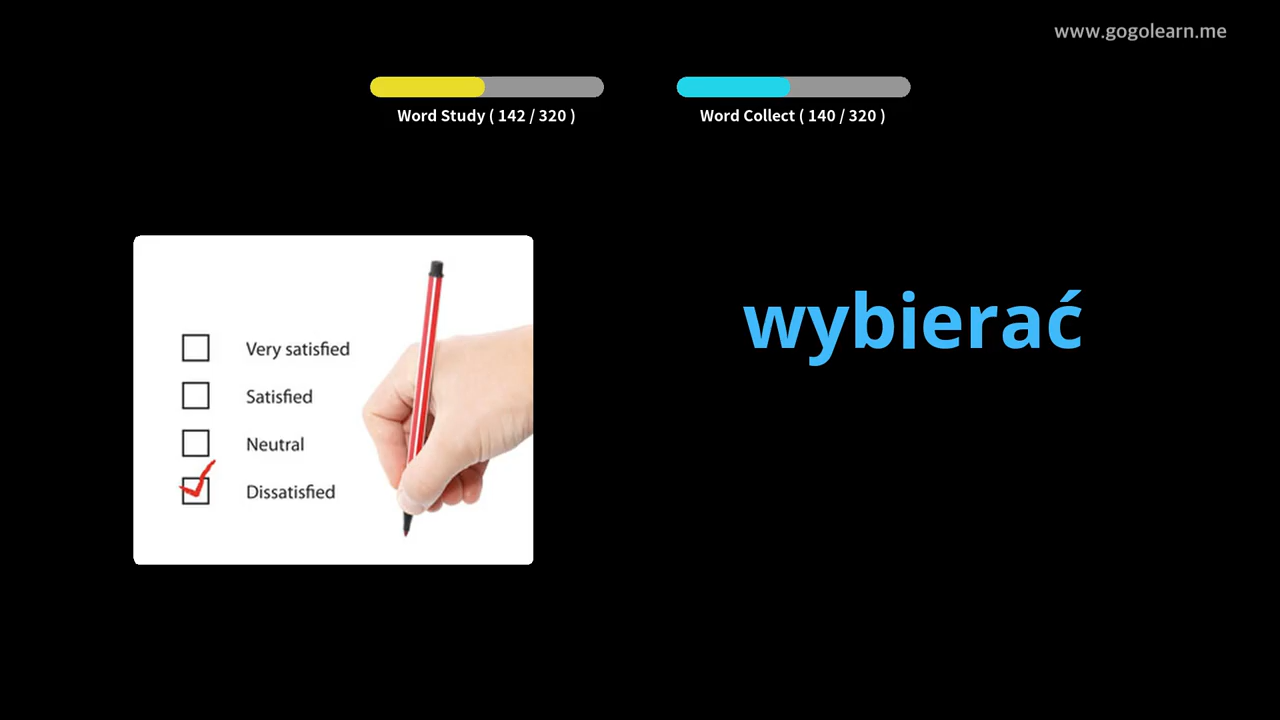 www.gogolearn.me
Word Study ( 142 / 320 )
Word Collect ( 140 / 320 )
wybierać
Very satisfied
Satisfied
Neutral
Dissatisfied